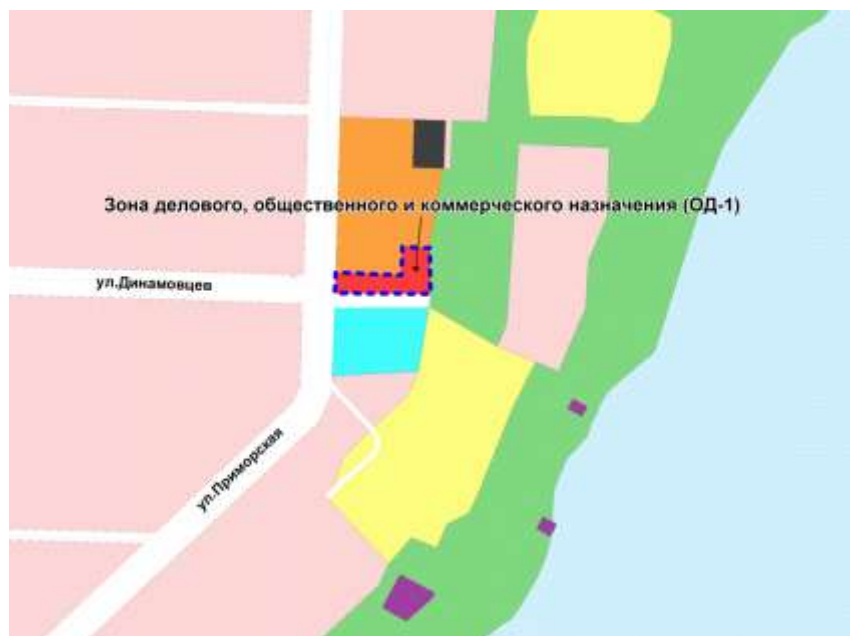 Зона делового, общественного и коммерческого назначения (ОД-1)
ул.Динамовцев
ул.Приморская